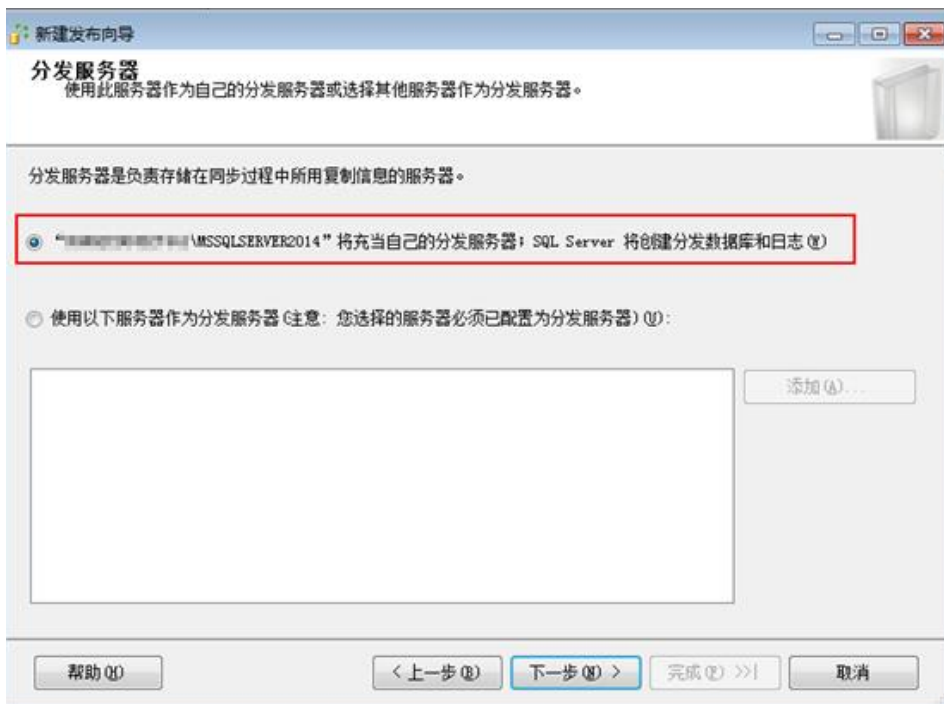 新建发布向导
分发服务器
使用此服务器作为自己的分发服务器或选择其他服务器作为分发服务器。
分发服务器是负责存储在同步过程中所用复制信息的服务器。
“\MSSQLSERVER2014”将充当自己的分发服务器；SQL Server 将创建分发数据库和日志(W)
使用以下服务器作为分发服务器(注意: 您选择的服务器必须已配置为分发服务器)(U):
添加(A)...
帮助(H)
< 上一步(B)
下一步(N) >
完成(F) >>|
取消